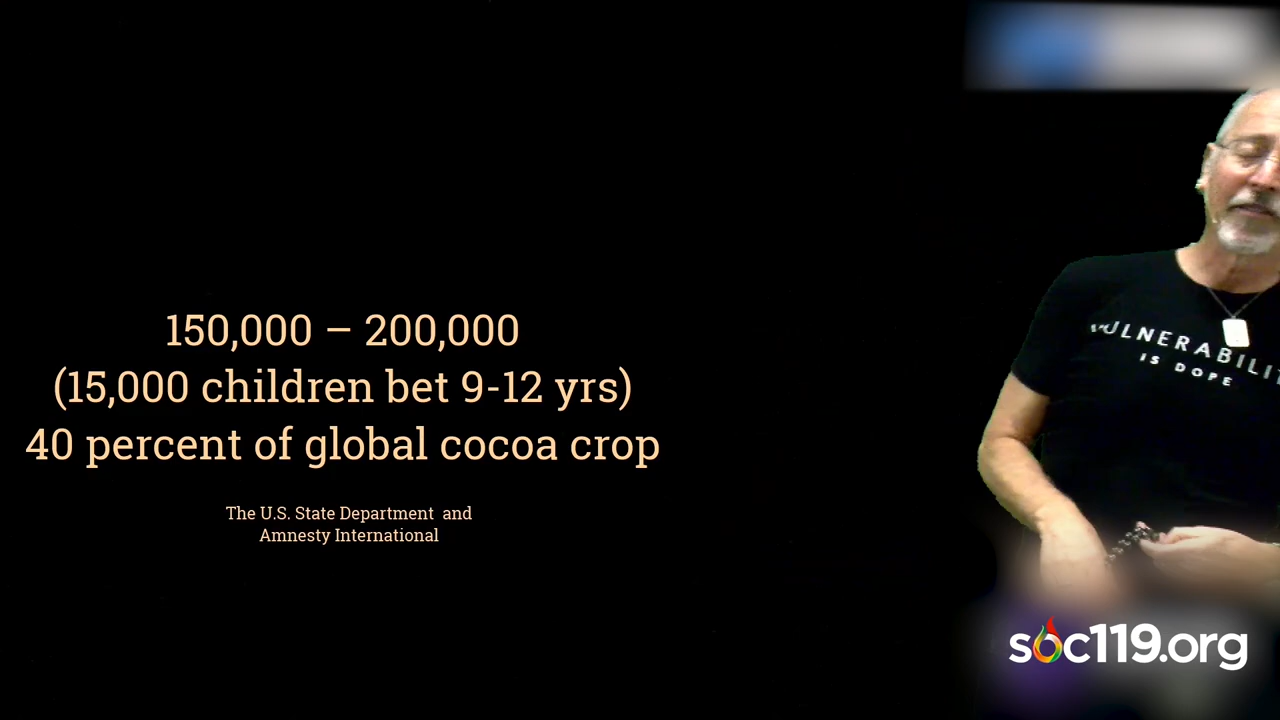 150,000 – 200,000
(15,000 children bet 9-12 yrs)
40 percent of global cocoa crop
The U.S. State Department and
Amnesty International
VULNERABILI
IS DOPE
soc119.org